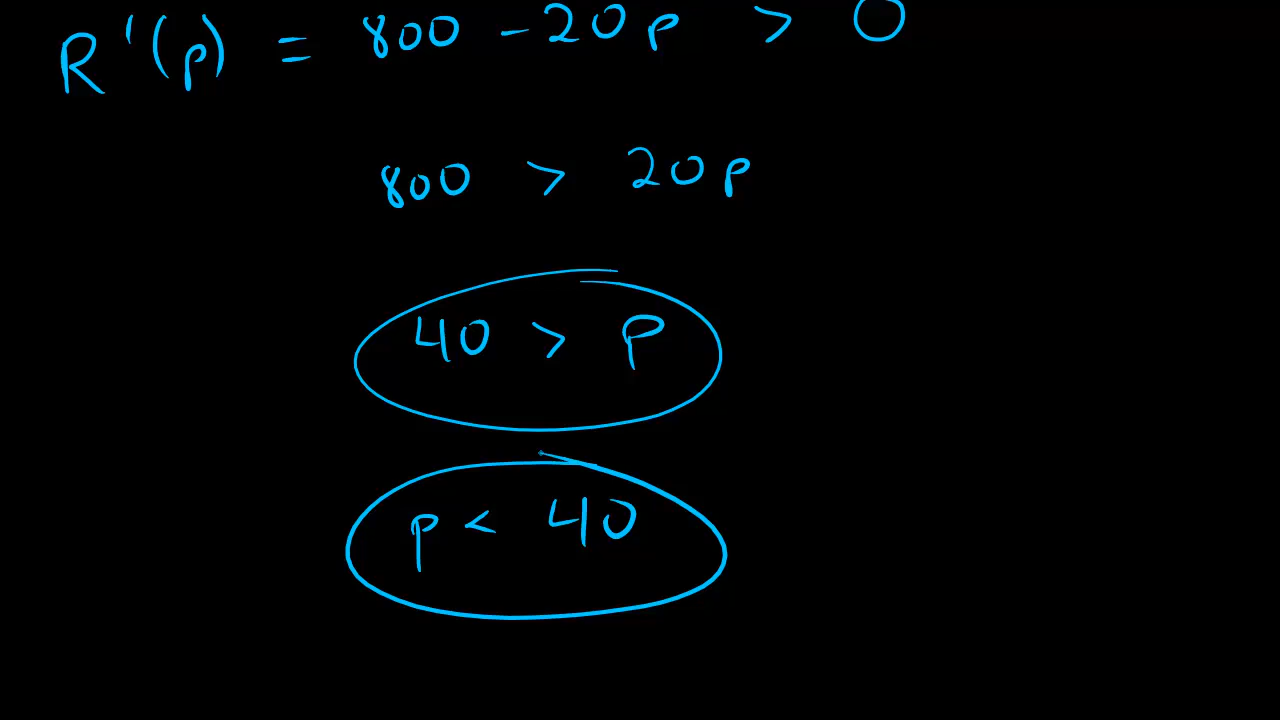 R'(p) = 800 - 20p > 0
800 > 20p
40 > p
p < 40